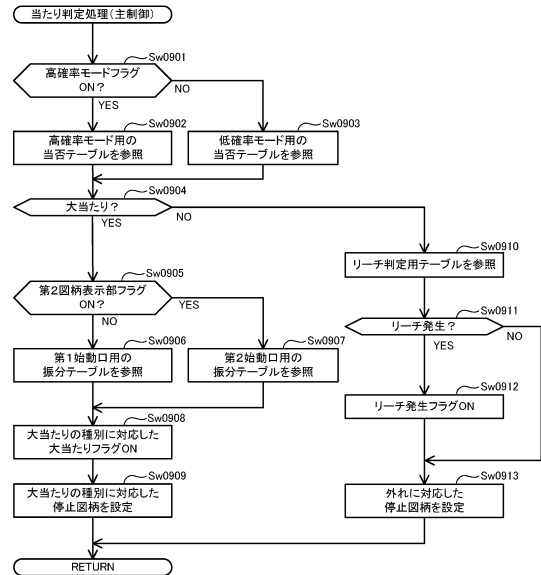 当たり判定処理(主制御)
Sw0901
高確率モードフラグ
ON?
NO
YES
Sw0902
高確率モード用の
当否テーブルを参照
Sw0903
低確率モード用の
当否テーブルを参照
Sw0904
大当たり?
NO
YES
Sw0910
リーチ判定用テーブルを参照
Sw0905
第2図柄表示部フラグ
ON?
YES
NO
Sw0911
リーチ発生?
NO
YES
Sw0906
第1始動口用の
振分テーブルを参照
Sw0907
第2始動口用の
振分テーブルを参照
Sw0912
リーチ発生フラグON
Sw0908
大当たりの種別に対応した
大当たりフラグON
Sw0909
大当たりの種別に対応した
停止図柄を設定
Sw0913
外れに対応した
停止図柄を設定
RETURN